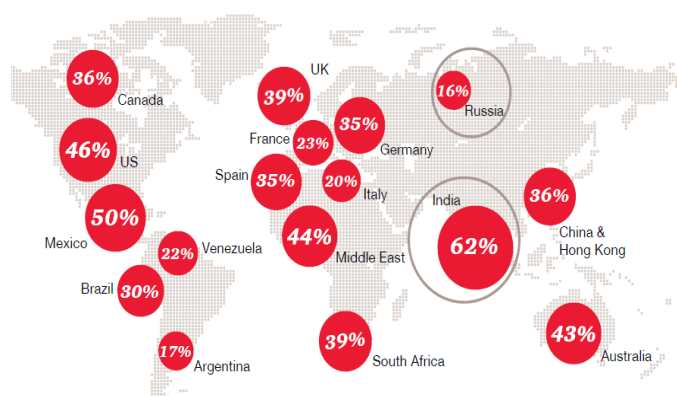 36%
Canada
46%
US
50%
Mexico
22%
Venezuela
30%
Brazil
17%
Argentina
UK
39%
France
23%
35%
Germany
Spain
35%
20%
Italy
44%
Middle East
39%
South Africa
16%
Russia
India
62%
36%
China &
Hong Kong
43%
Australia